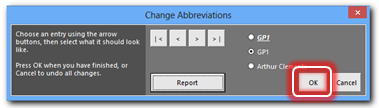 Change Abbreviations
Choose an entry using the arrow
buttons, then select what it should look
like.
Press OK when you have finished, or
Cancel to undo all changes.
|< < > >|
Report
GP1
GP1
Arthur Cle
OK
Cancel